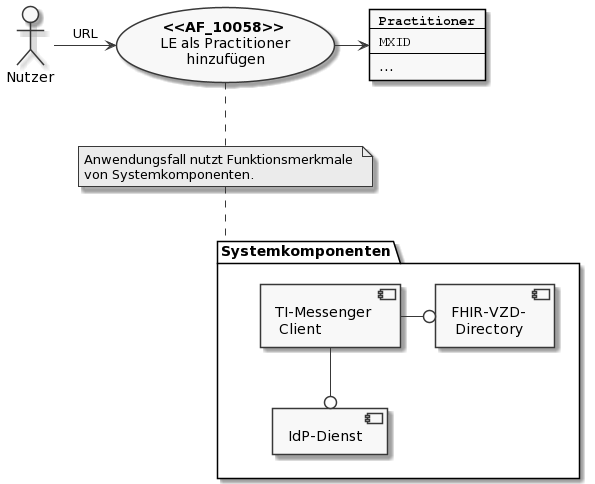 Nutzer
URL
<<AF_10058>>
LE als Practitioner
hinzufügen
Practitioner
MXID
...
Anwendungsfall nutzt Funktionsmerkmale
von Systemkomponenten.
Systemkomponenten
TI-Messenger
Client
FHIR-VZD-
Directory
IdP-Dienst